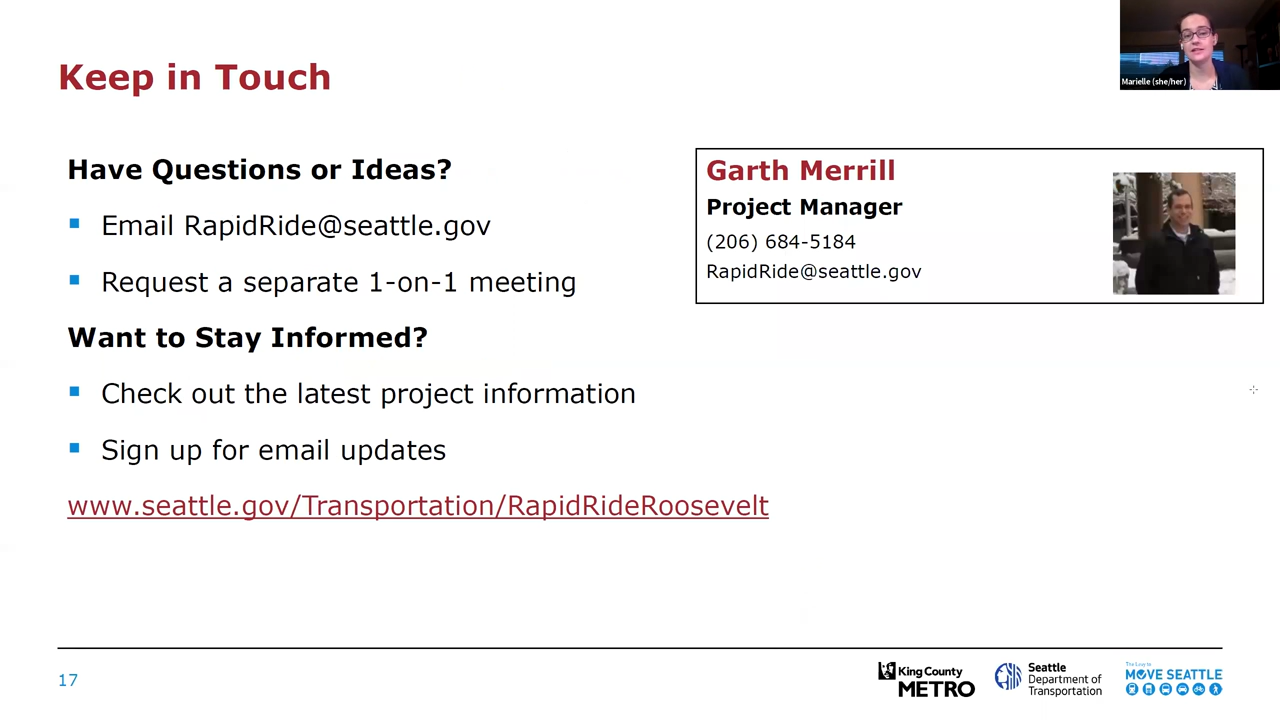 Keep in Touch
Marielle (she/her)
Have Questions or Ideas?
Email RapidRide@seattle.gov
Request a separate 1-on-1 meeting
Want to Stay Informed?
Check out the latest project information
Sign up for email updates
www.seattle.gov/Transportation/RapidRideRoosevelt
Garth Merrill
Project Manager
(206) 684-5184
RapidRide@seattle.gov
17
King County
METRO
Seattle
Department of
Transportation
The Levy to
MOVE SEATTLE